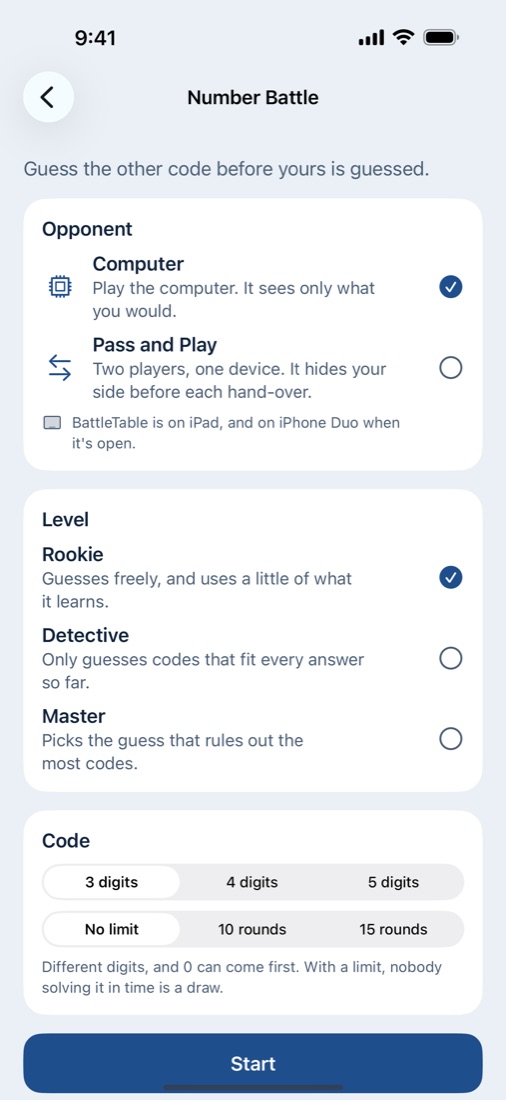 9:41
Number Battle
Guess the other code before yours is guessed.
Opponent
Computer
Play the computer. It sees only what
you would.
Pass and Play
Two players, one device. It hides your
side before each hand-over.
BattleTable is on iPad, and on iPhone Duo when
it's open.
Level
Rookie
Guesses freely, and uses a little of what
it learns.
Detective
Only guesses codes that fit every answer
so far.
Master
Picks the guess that rules out the
most codes.
Code
3 digits 4 digits 5 digits
No limit 10 rounds 15 rounds
Different digits, and 0 can come first. With a limit, nobody
solving it in time is a draw.
Start